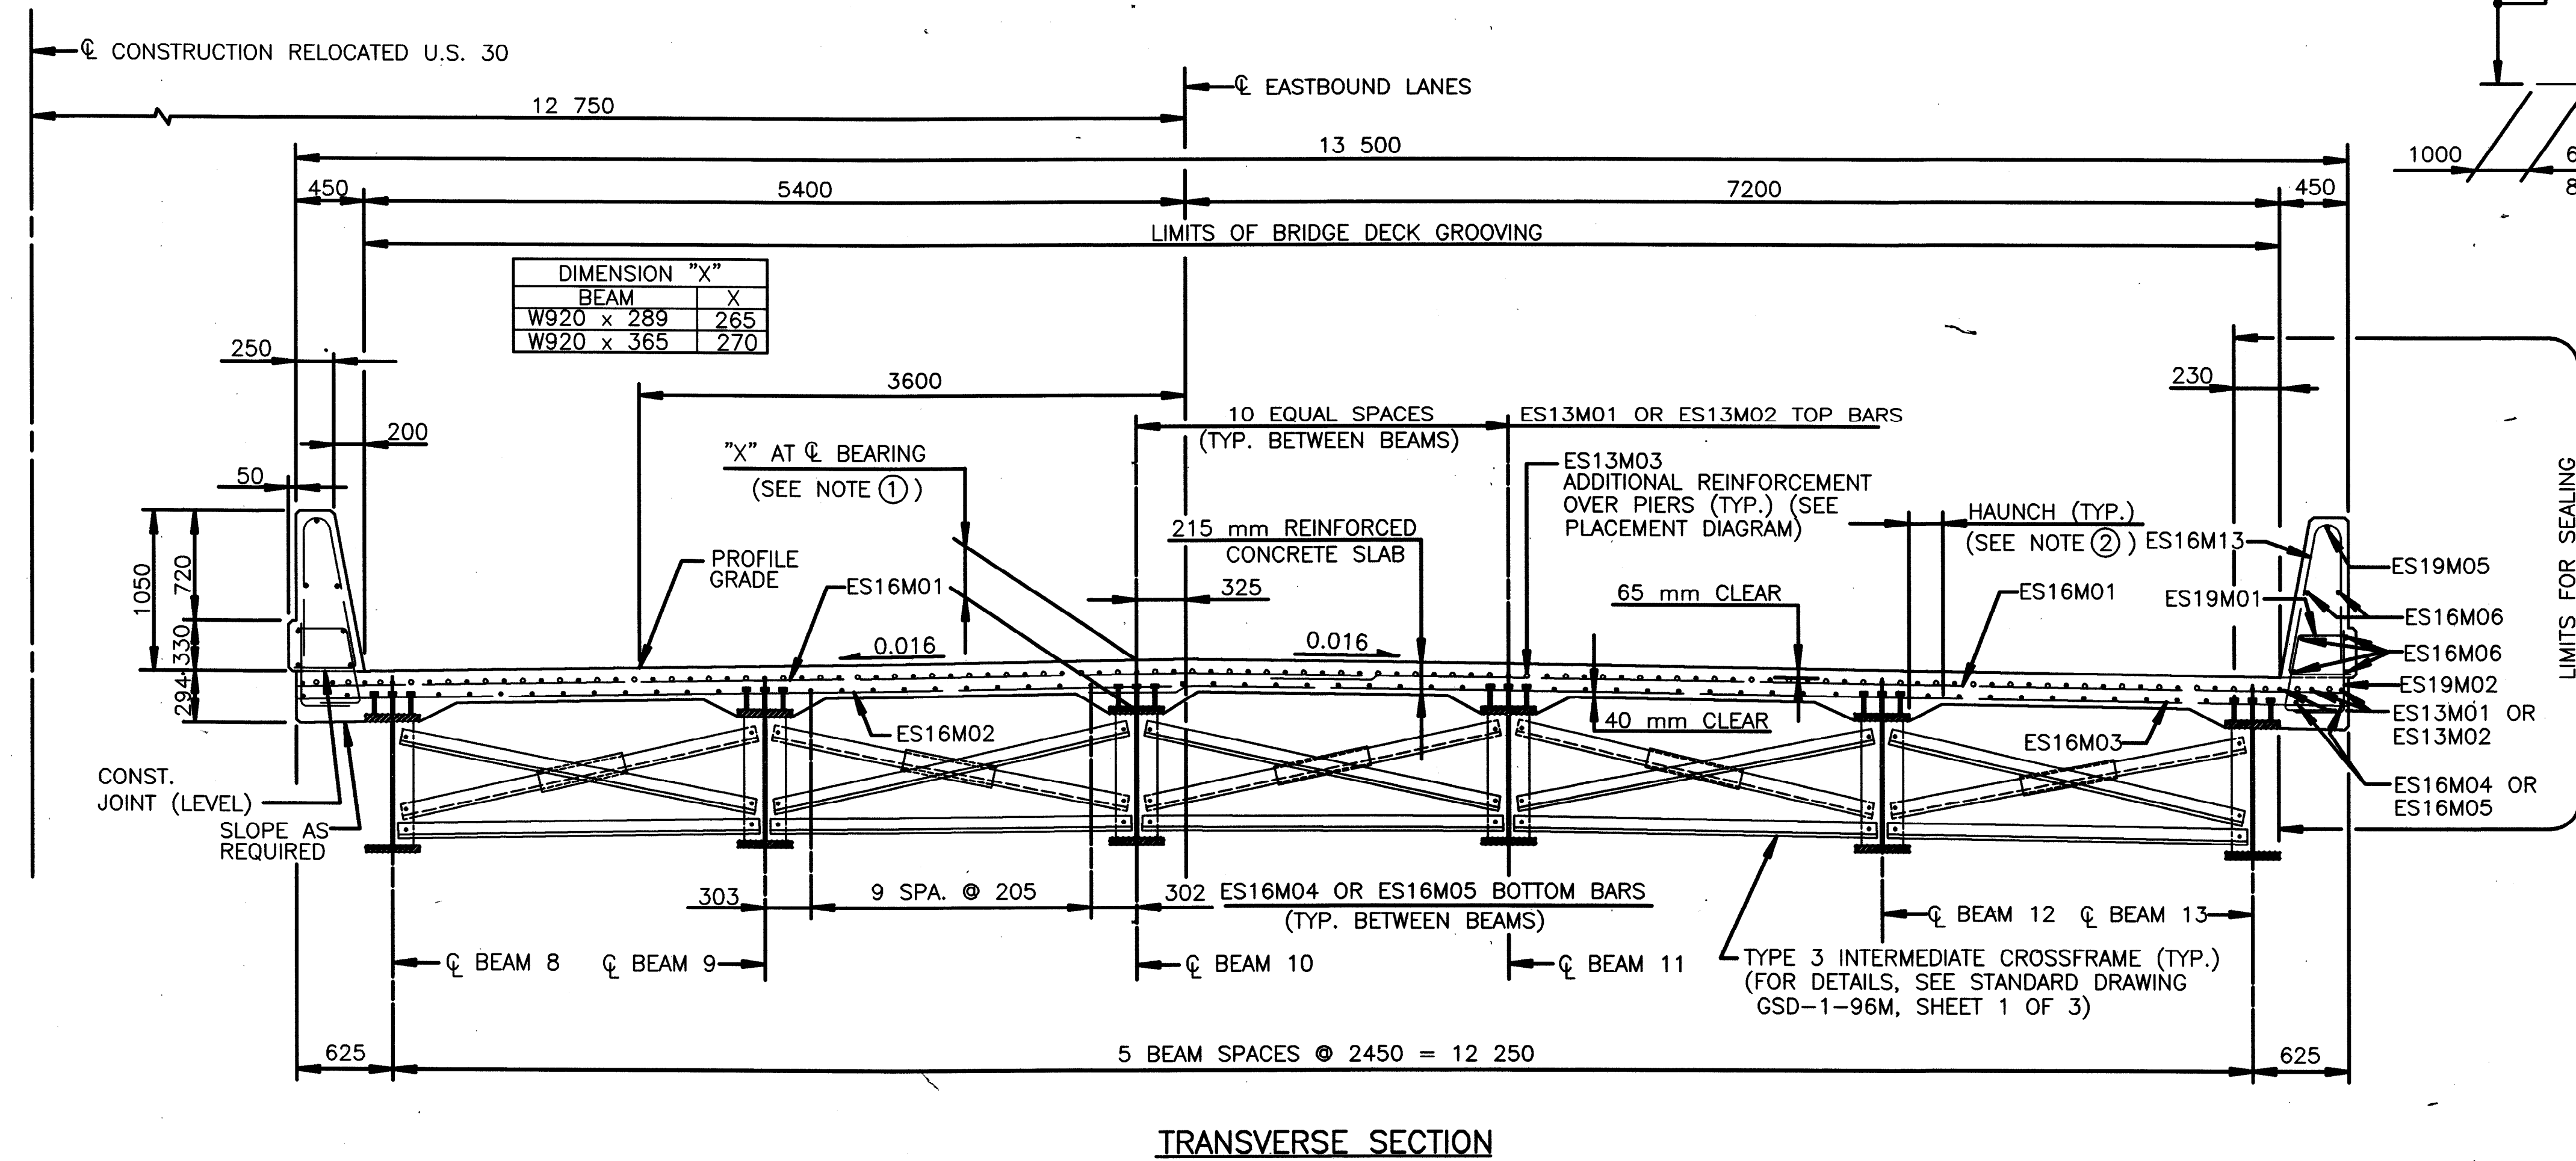 ℄ CONSTRUCTION RELOCATED U.S. 30
℄ EASTBOUND LANES
12 750
13 500
450
5400
7200
450
1000
6
8
LIMITS OF BRIDGE DECK GROOVING
DIMENSION "X"
BEAM X
W920 x 289 265
W920 x 365 270
250
3600
230
200
10 EQUAL SPACES
(TYP. BETWEEN BEAMS)
ES13M01 OR ES13M02 TOP BARS
"X" AT ℄ BEARING
(SEE NOTE ①)
50
ES13M03
ADDITIONAL REINFORCEMENT
OVER PIERS (TYP.) (SEE
PLACEMENT DIAGRAM)
HAUNCH (TYP.)
(SEE NOTE ②)
215 mm REINFORCED
CONCRETE SLAB
1050
720
330
294
PROFILE
GRADE
ES16M01
325
65 mm CLEAR
ES16M01
ES16M13
ES19M01
ES19M05
ES16M06
ES16M06
ES19M02
ES13M01 OR
ES13M02
ES16M04 OR
ES16M05
LIMITS FOR SEALING
0.016
0.016
ES16M02
40 mm CLEAR
ES16M03
CONST.
JOINT (LEVEL)
SLOPE AS
REQUIRED
303
9 SPA. @ 205
302
ES16M04 OR ES16M05 BOTTOM BARS
(TYP. BETWEEN BEAMS)
℄ BEAM 12
℄ BEAM 13
℄ BEAM 8
℄ BEAM 9
℄ BEAM 10
℄ BEAM 11
TYPE 3 INTERMEDIATE CROSSFRAME (TYP.)
(FOR DETAILS, SEE STANDARD DRAWING
GSD-1-96M, SHEET 1 OF 3)
625
5 BEAM SPACES @ 2450 = 12 250
625
TRANSVERSE SECTION